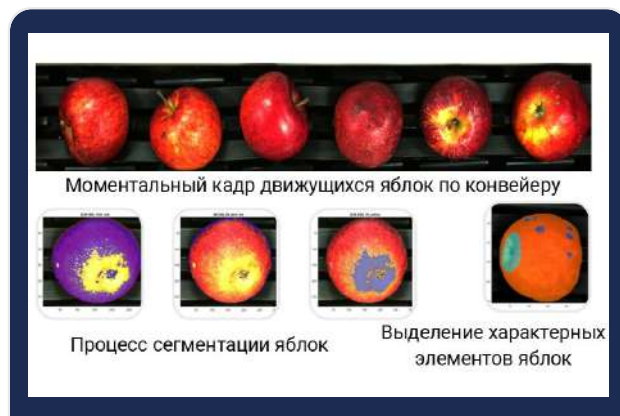 Моментальный кадр движущихся яблок по конвейеру
Процесс сегментации яблок
Выделение характерных
элементов яблок